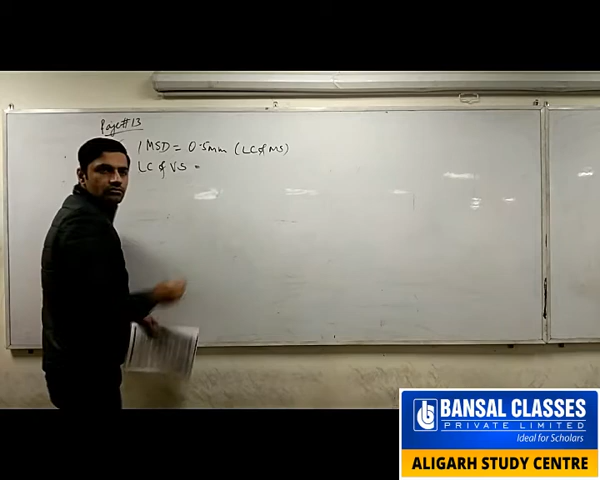 Page# 13
1 MSD = 0.5mm (LC of MS)
LC of VS =
BANSAL CLASSES
PRIVATE LIMITED
Ideal for Scholars
ALIGARH STUDY CENTRE